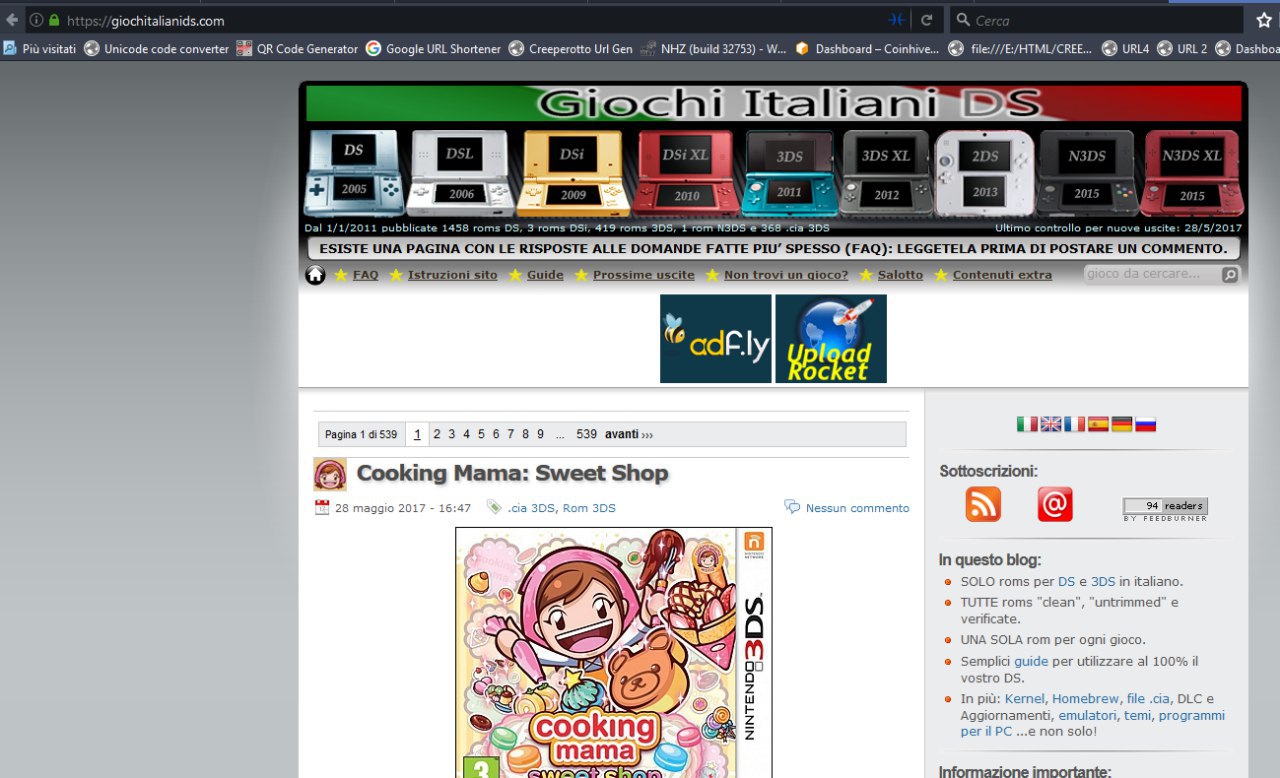 https://giochitalianids.com
Cerca
Più visitati Unicode code converter QR Code Generator Google URL Shortener Creeperotto Url Gen NHZ (build 32753) - W... Dashboard – Coinhive... file:///E:/HTML/CREE... URL4 URL 2 Dashboa
Giochi Italiani DS
DS DSL DSi DSi XL 3DS 3DS XL 2DS N3DS N3DS XL
2005 2006 2009 2010 2011 2012 2013 2015 2015
Dal 1/1/2011 pubblicate 1458 roms DS, 3 roms DSi, 419 roms 3DS, 1 rom N3DS e 368 .cia 3DS
Ultimo controllo per nuove uscite: 28/5/2017
ESISTE UNA PAGINA CON LE RISPOSTE ALLE DOMANDE FATTE PIU’ SPESSO (FAQ): LEGGETELA PRIMA DI POSTARE UN COMMENTO.
FAQ Istruzioni sito Guide Prossime uscite Non trovi un gioco? Salotto Contenuti extra
gioco da cercare...
adf.ly
Upload
Rocket
Pagina 1 di 539 1 2 3 4 5 6 7 8 9 ... 539 avanti ›››
Cooking Mama: Sweet Shop
28 maggio 2017 - 16:47 .cia 3DS, Rom 3DS
Nessun commento
NINTENDO 3DS
cooking
mama
sweet shop
3
Sottoscrizioni:
94 readers
BY FEEDBURNER
In questo blog:
SOLO roms per DS e 3DS in italiano.
TUTTE roms "clean", "untrimmed" e
verificate.
UNA SOLA rom per ogni gioco.
Semplici guide per utilizzare al 100% il
vostro DS.
In più: Kernel, Homebrew, file .cia, DLC e
Aggiornamenti, emulatori, temi, programmi
per il PC ...e non solo!
Informazione importante: